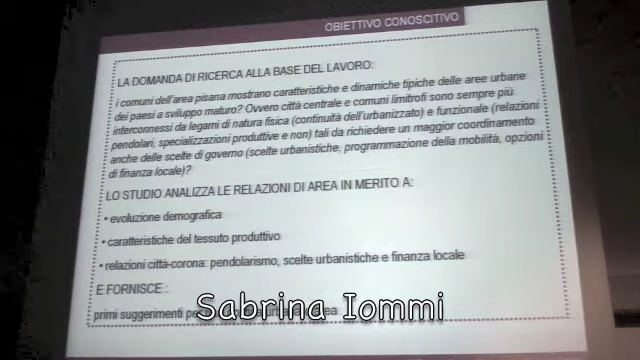 OBIETTIVO CONOSCITIVO
LA DOMANDA DI RICERCA ALLA BASE DEL LAVORO:
i comuni dell'area pisana mostrano caratteristiche e dinamiche tipiche delle aree urbane
dei paesi a sviluppo maturo? Ovvero città centrale e comuni limitrofi sono sempre più
interconnessi da legami di natura fisica (continuità dell'urbanizzato) e funzionale (relazioni
pendolari, specializzazioni produttive e non) tali da richiedere un maggior coordinamento
anche delle scelte di governo (scelte urbanistiche, programmazione della mobilità, opzioni
di finanza locale)?
LO STUDIO ANALIZZA LE RELAZIONI DI AREA IN MERITO A:
• evoluzione demografica
• caratteristiche del tessuto produttivo
• relazioni città-corona: pendolarismo, scelte urbanistiche e finanza locale
E FORNISCE:
primi suggerimenti
Sabrina Iommi